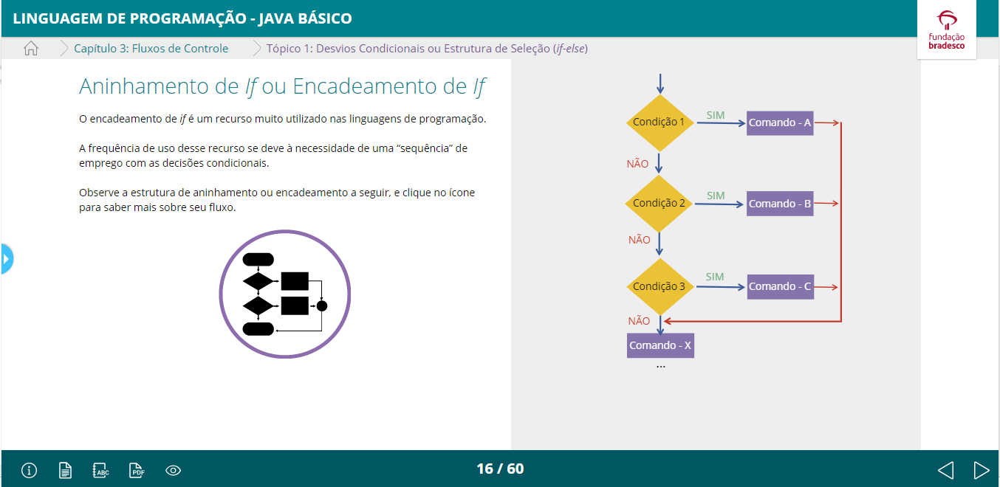 LINGUAGEM DE PROGRAMAÇÃO - JAVA BÁSICO
fundação
bradesco
Capítulo 3: Fluxos de Controle
Tópico 1: Desvios Condicionais ou Estrutura de Seleção (if-else)
Aninhamento de If ou Encadeamento de If
O encadeamento de if é um recurso muito utilizado nas linguagens de programação.
A frequência de uso desse recurso se deve à necessidade de uma “sequência” de
emprego com as decisões condicionais.
Observe a estrutura de aninhamento ou encadeamento a seguir, e clique no ícone
para saber mais sobre seu fluxo.
Condição 1
SIM
Comando - A
NÃO
Condição 2
SIM
Comando - B
NÃO
Condição 3
SIM
Comando - C
NÃO
Comando - X
...
ABC
PDF
16 / 60